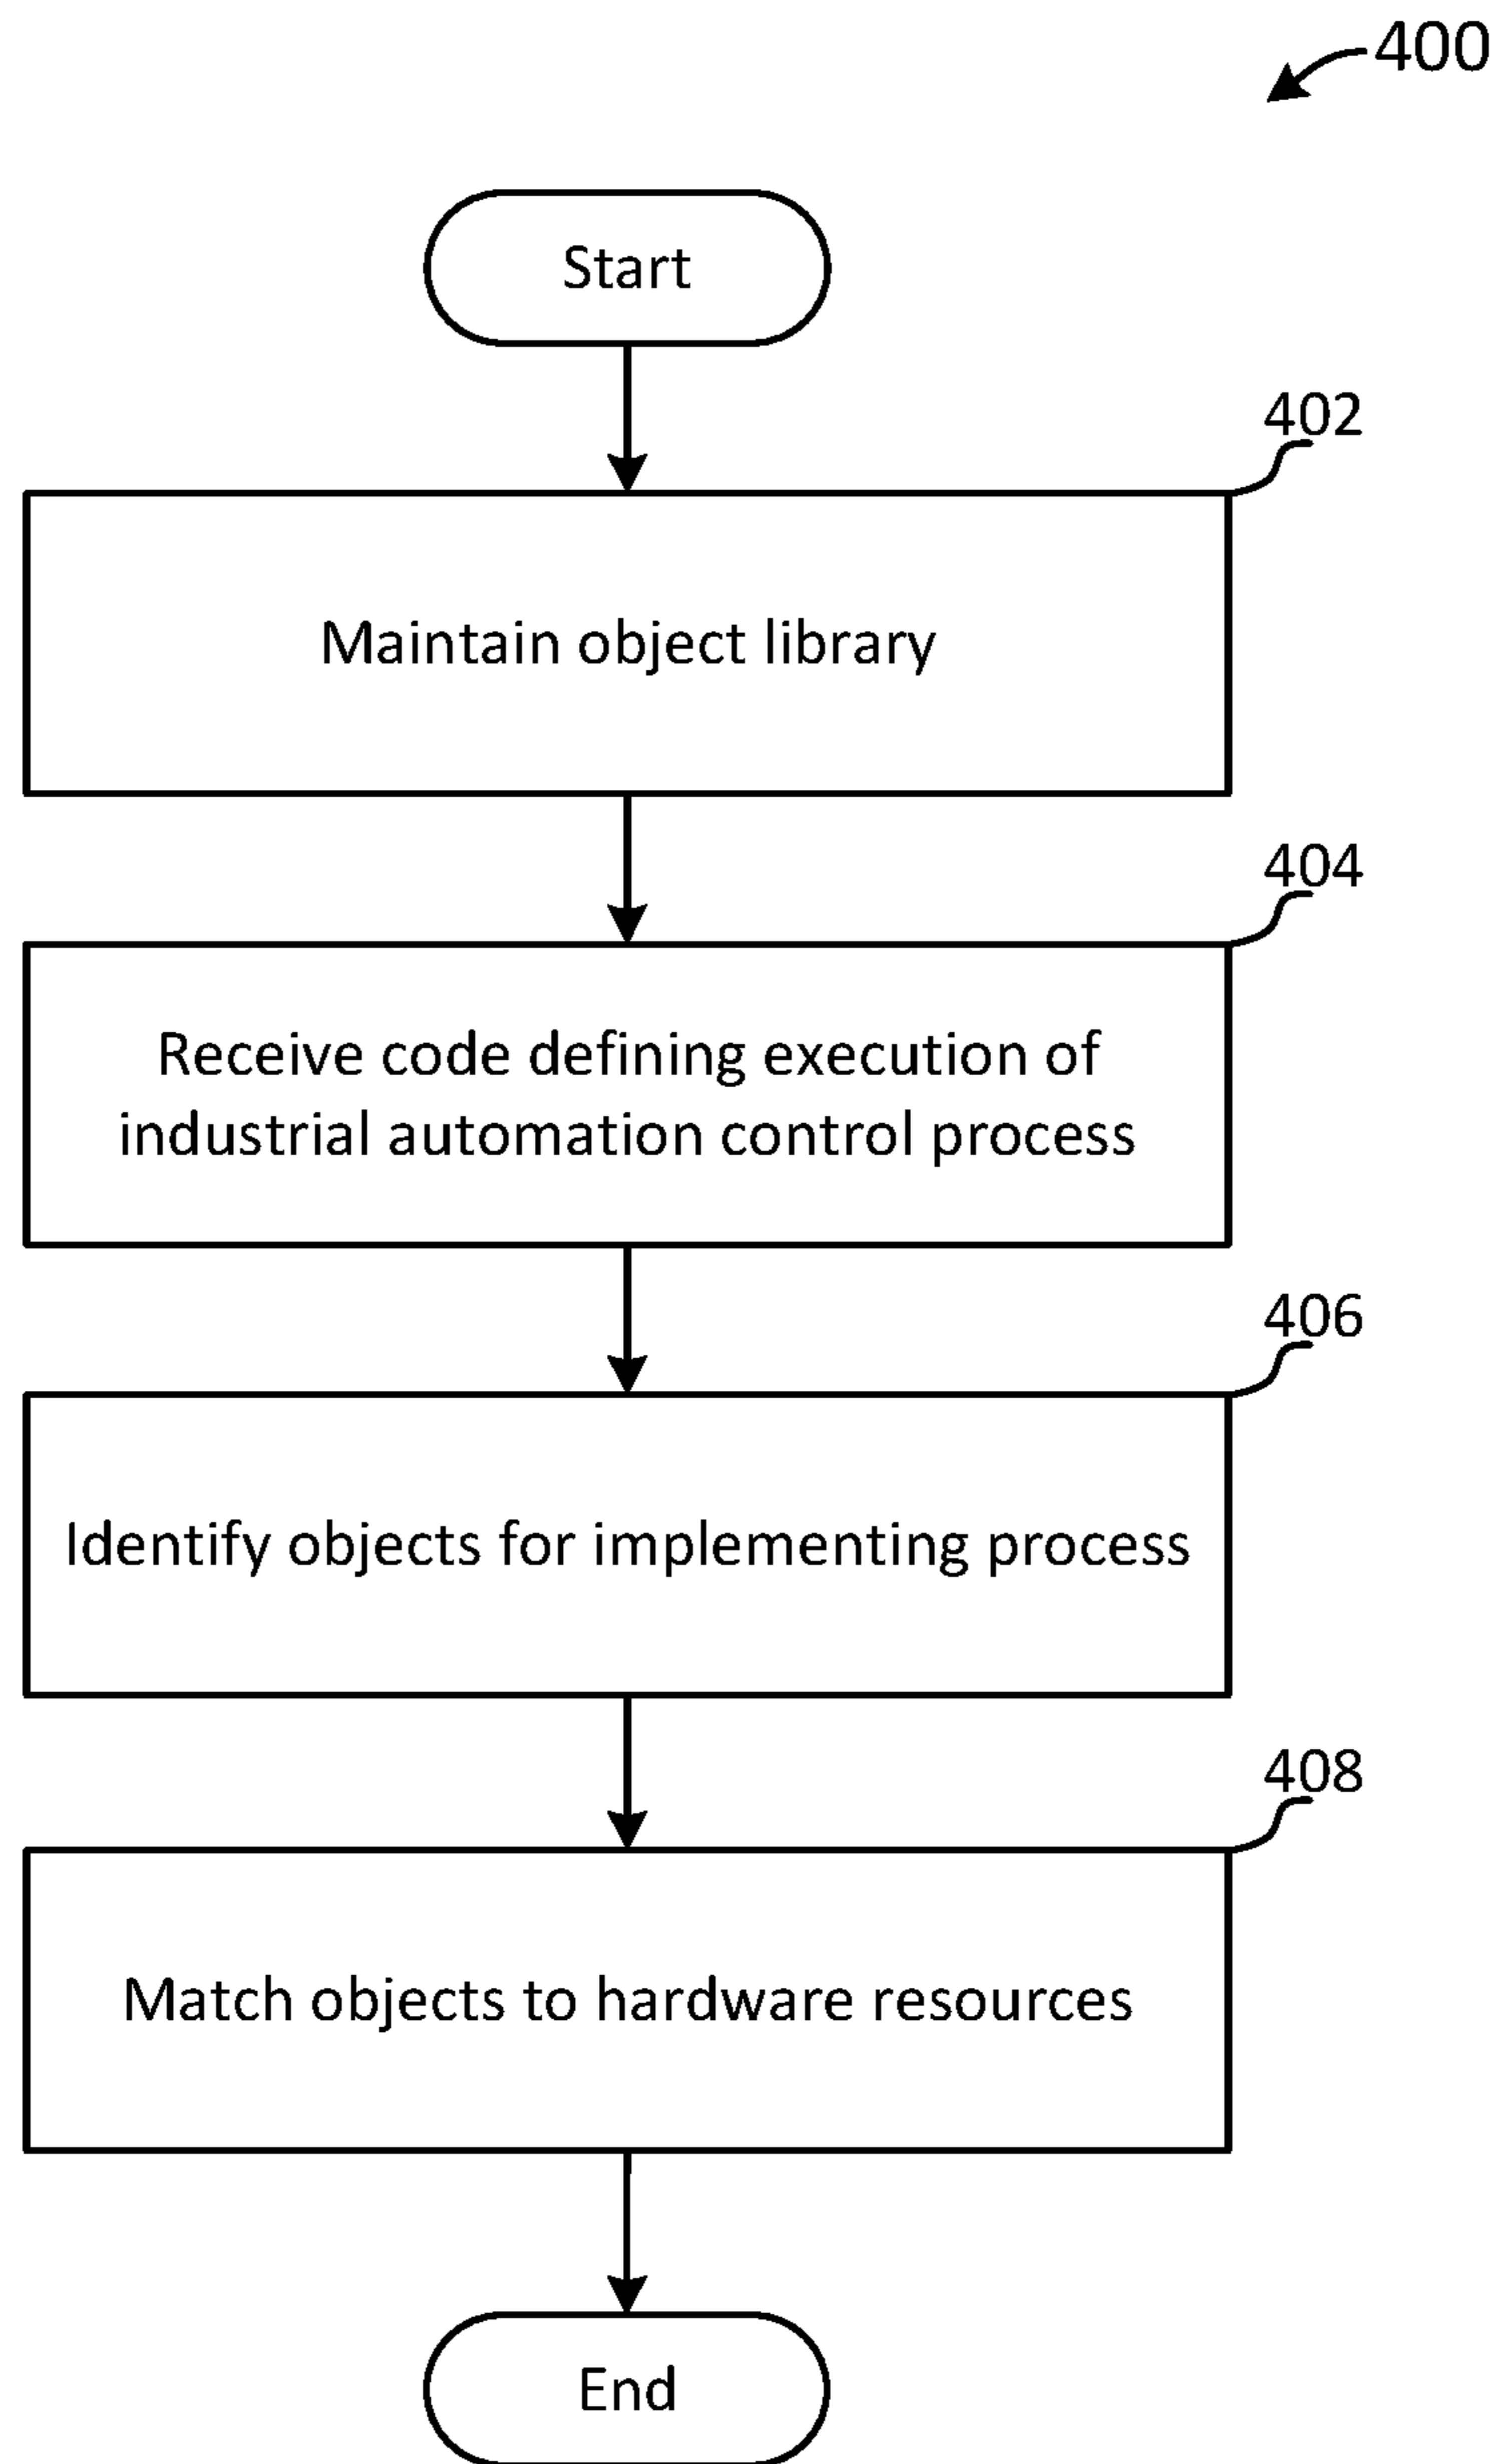 400
Start
402
Maintain object library
404
Receive code defining execution of
industrial automation control process
406
Identify objects for implementing process
408
Match objects to hardware resources
End